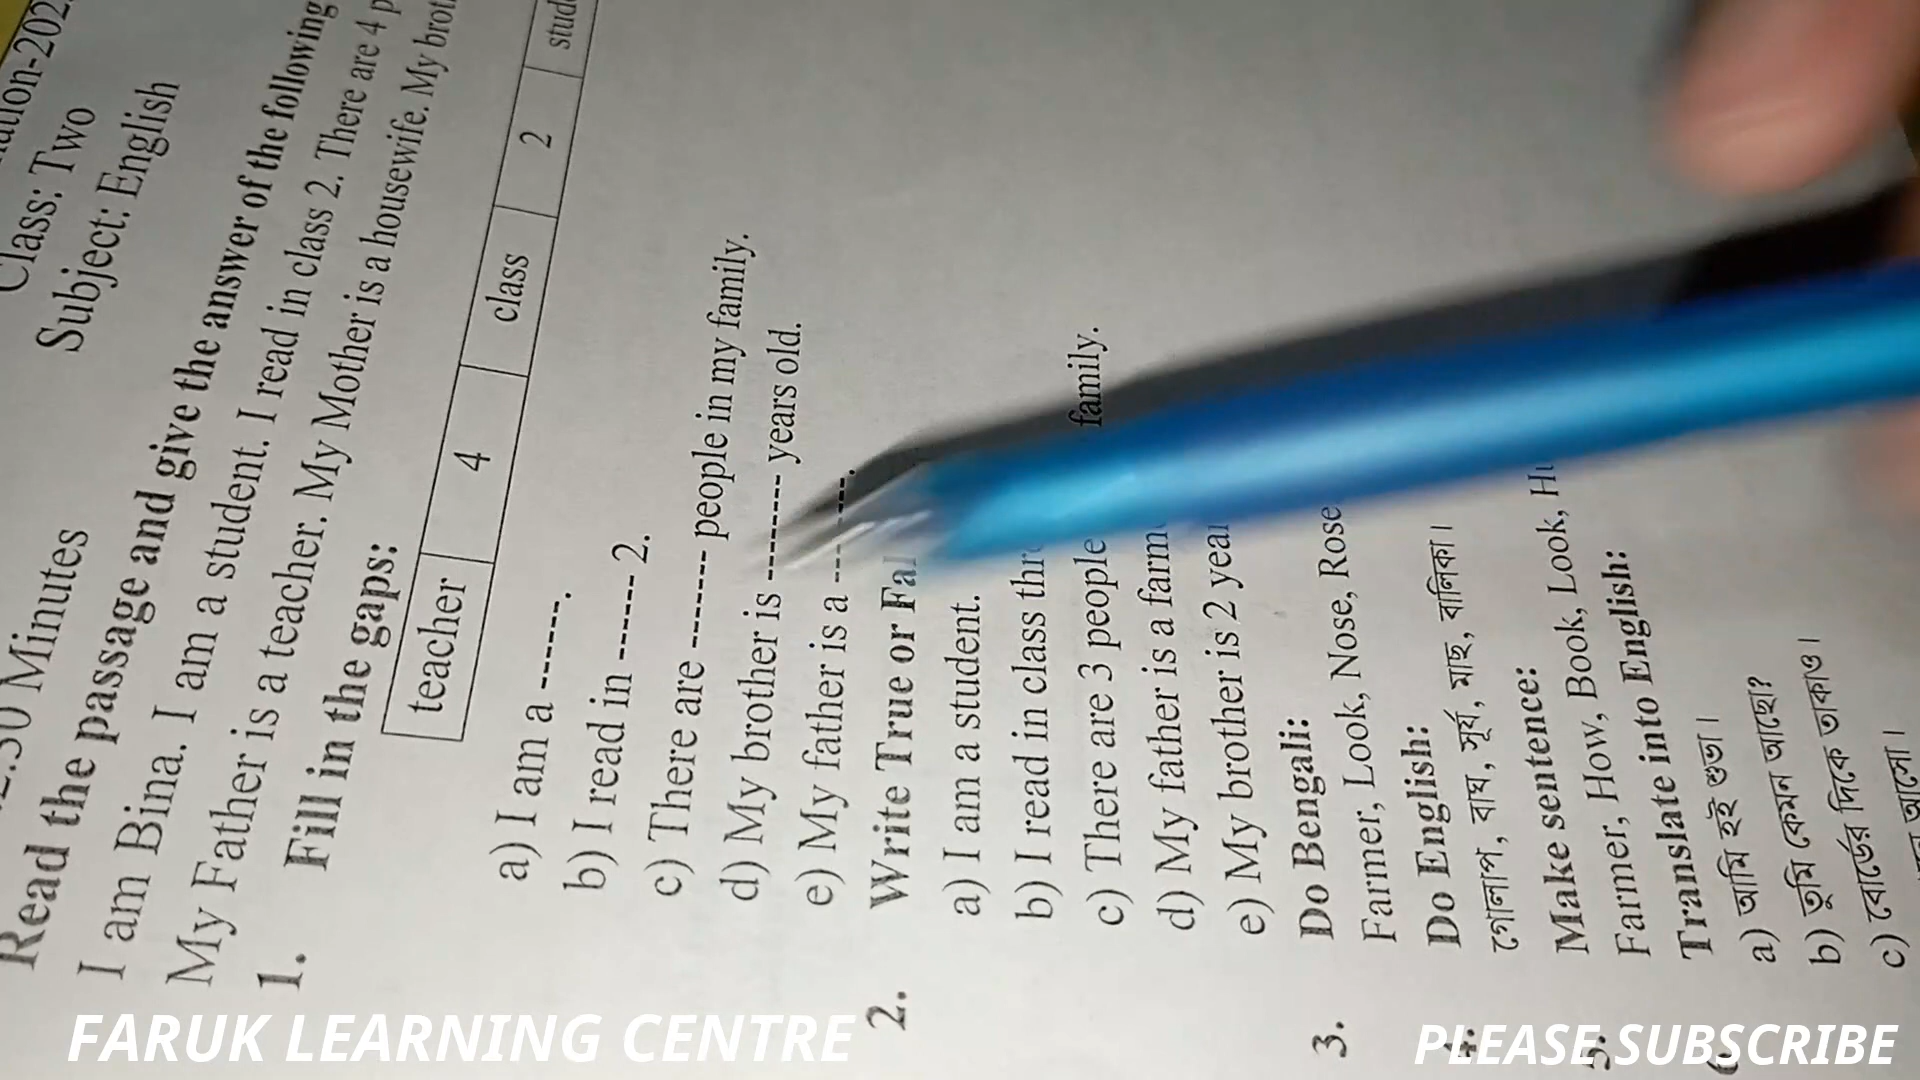 Class: Two
Subject: English
Minutes
Read the passage and give the answer of the following
I am Bina. I am a student. I read in class 2. There are 4
My Father is a teacher. My Mother is a housewife. My
1. Fill in the gaps:
teacher 4 class 2
a) I am a ------.
b) I read in ------ 2.
c) There are ------- people in my family.
d) My brother is -------- years old.
e) My father is a --------.
2. Write True or
a) I am a student.
b) I read in class
c) There are 3 people family.
d) My father is a
e) My brother is 2
3. Do Bengali:
Farmer, Look, Nose, Rose
4. Do English:
গোলাপ, বাঘ, সূর্য, মাছ, বালিকা।
5. Make sentence:
Farmer, How, Book, Look,
Translate into English:
a) আমি হই শুভ্রা।
b) তুমি কেমন আছো?
c) বোর্ডের দিকে তাকাও।
আসো।
FARUK LEARNING CENTRE
PLEASE SUBSCRIBE